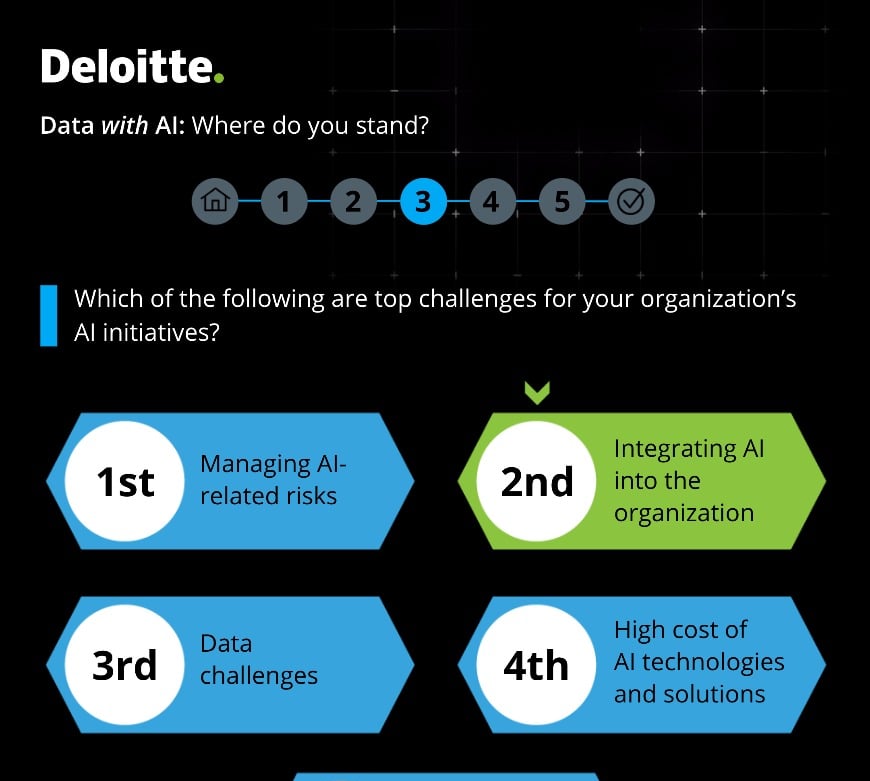 Deloitte.
Data with AI: Where do you stand?
1 2 3 4 5
Which of the following are top challenges for your organization’s
AI initiatives?
1st
Managing AI-
related risks
2nd
Integrating AI
into the
organization
3rd
Data
challenges
4th
High cost of
AI technologies
and solutions